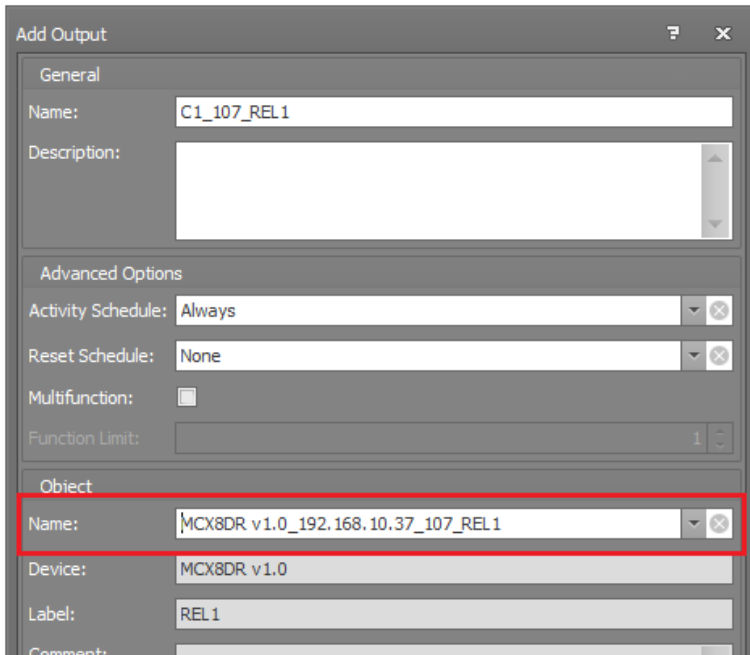 Add Output
General
Name: C1_107_REL1
Description:
Advanced Options
Activity Schedule: Always
Reset Schedule: None
Multifunction:
Function Limit: 1
Object
Name: MCX8DR v1.0_192.168.10.37_107_REL1
Device: MCX8DR v1.0
Label: REL1
Comment: